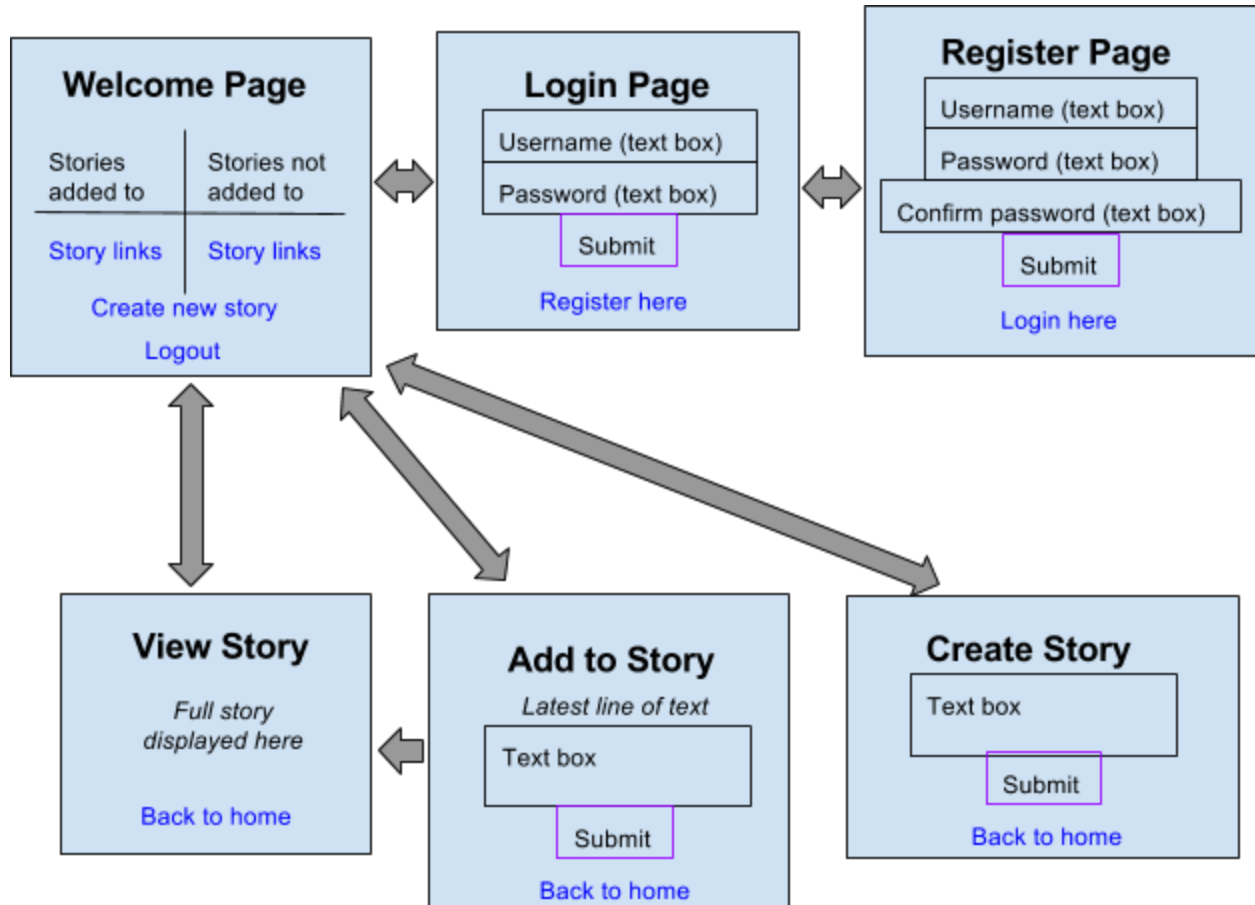 Welcome Page
Stories
added to
Stories not
added to
Story links
Story links
Create new story
Logout
Login Page
Username (text box)
Password (text box)
Submit
Register here
Register Page
Username (text box)
Password (text box)
Confirm password (text box)
Submit
Login here
View Story
Full story
displayed here
Back to home
Add to Story
Latest line of text
Text box
Submit
Back to home
Create Story
Text box
Submit
Back to home